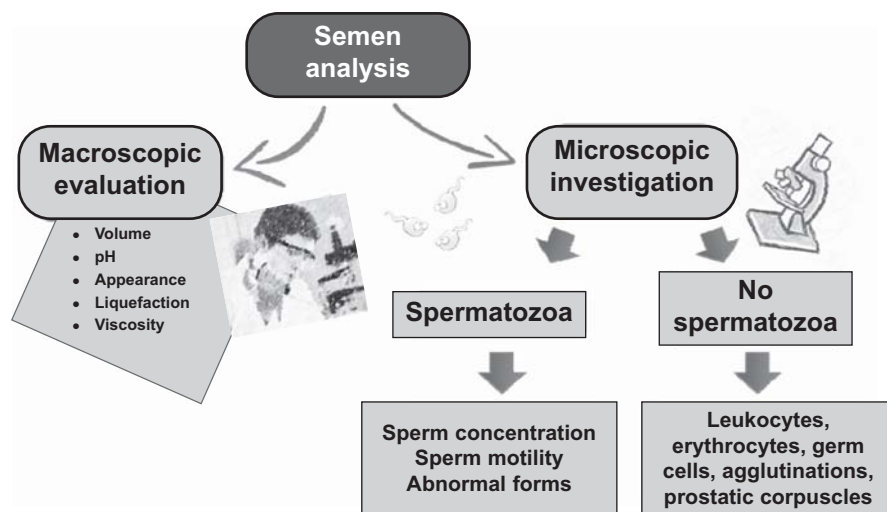 Semen
analysis
Macroscopic
evaluation
• Volume
• pH
• Appearance
• Liquefaction
• Viscosity
Microscopic
investigation
Spermatozoa
Sperm concentration
Sperm motility
Abnormal forms
No
spermatozoa
Leukocytes,
erythrocytes, germ
cells, agglutinations,
prostatic corpuscles